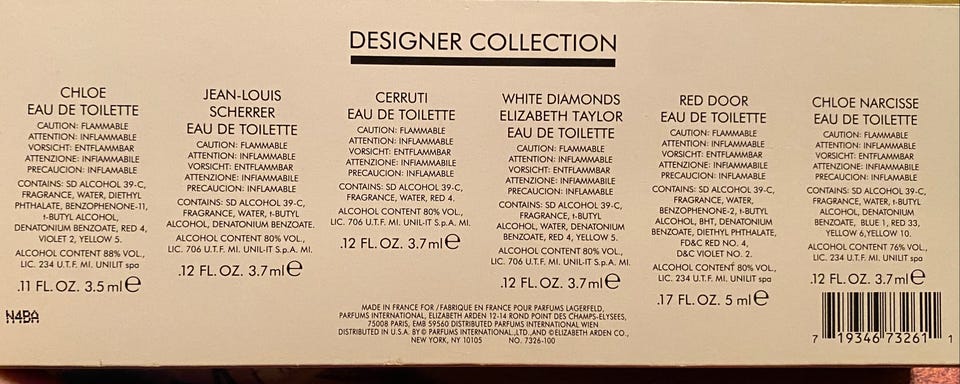 DESIGNER COLLECTION
CHLOE
EAU DE TOILETTE
CAUTION: FLAMMABLE
ATTENTION: INFLAMMABLE
VORSICHT: ENTFLAMMBAR
ATTENZIONE: INFIAMMABILE
PRECAUCION: INFLAMABLE
CONTAINS: SD ALCOHOL 39-C,
FRAGRANCE, WATER, DIETHYL
PHTHALATE, BENZOPHENONE-11,
t-BUTYL ALCOHOL,
DENATONIUM BENZOATE, RED 4,
VIOLET 2, YELLOW 5.
ALCOHOL CONTENT 88% VOL.,
LIC. 234 U.T.F. MI. UNILIT spa
.11 FL. OZ. 3.5 ml e
JEAN-LOUIS
SCHERRER
EAU DE TOILETTE
CAUTION: FLAMMABLE
ATTENTION: INFLAMMABLE
VORSICHT: ENTFLAMMBAR
ATTENZIONE: INFIAMMABILE
PRECAUCION: INFLAMABLE
CONTAINS: SD ALCOHOL 39-C,
FRAGRANCE, WATER, t-BUTYL
ALCOHOL, DENATONIUM BENZOATE.
ALCOHOL CONTENT 80% VOL.,
LIC. 706 U.T.F. MI. UNIL-IT S.p.A. MI.
.12 FL. OZ. 3.7 ml e
CERRUTI
EAU DE TOILETTE
CAUTION: FLAMMABLE
ATTENTION: INFLAMMABLE
VORSICHT: ENTFLAMMBAR
ATTENZIONE: INFIAMMABILE
PRECAUCION: INFLAMABLE
CONTAINS: SD ALCOHOL 39-C,
FRAGRANCE, WATER, RED 4.
ALCOHOL CONTENT 80% VOL.,
LIC. 706 U.T.F. MI. UNIL-IT S.p.A. MI.
.12 FL. OZ. 3.7 ml e
WHITE DIAMONDS
ELIZABETH TAYLOR
EAU DE TOILETTE
CAUTION: FLAMMABLE
ATTENTION: INFLAMMABLE
VORSICHT: ENTFLAMMBAR
ATTENZIONE: INFIAMMABILE
PRECAUCION: INFLAMABLE
CONTAINS: SD ALCOHOL 39-C,
FRAGRANCE, t-BUTYL
ALCOHOL, WATER, DENATONIUM
BENZOATE, RED 4, YELLOW 5.
ALCOHOL CONTENT 80% VOL.,
LIC. 706 U.T.F. MI. UNIL-IT S.p.A. MI.
.12 FL. OZ. 3.7 ml e
RED DOOR
EAU DE TOILETTE
CAUTION: FLAMMABLE
ATTENTION: INFLAMMABLE
VORSICHT: ENTFLAMMBAR
ATTENZIONE: INFIAMMABILE
PRECAUCION: INFLAMABLE
CONTAINS: SD ALCOHOL 39-C,
FRAGRANCE, WATER,
BENZOPHENONE-2, t-BUTYL
ALCOHOL, BHT, DENATONIUM
BENZOATE, DIETHYL PHTHALATE,
FD&C RED NO. 4,
D&C VIOLET NO. 2.
ALCOHOL CONTENT 80% VOL.,
LIC. 234 U.T.F. MI. UNILIT spa
.17 FL. OZ. 5 ml e
CHLOE NARCISSE
EAU DE TOILETTE
CAUTION: FLAMMABLE
ATTENTION: INFLAMMABLE
VORSICHT: ENTFLAMMBAR
ATTENZIONE: INFIAMMABILE
PRECAUCION: INFLAMABLE
CONTAINS: SD ALCOHOL 39-C,
FRAGRANCE, WATER, t-BUTYL
ALCOHOL, DENATONIUM
BENZOATE, BLUE 1, RED 33,
YELLOW 6, YELLOW 10.
ALCOHOL CONTENT 76% VOL.,
LIC. 234 U.T.F. MI. UNILIT spa
.12 FL. OZ. 3.7 ml e
N4BA
MADE IN FRANCE FOR /FABRIQUE EN FRANCE POUR PARFUMS LAGERFELD,
PARFUMS INTERNATIONAL, ELIZABETH ARDEN 12-14 ROND POINT DES CHAMPS-ELYSEES,
75008 PARIS, EMB 59560 DISTRIBUTED PARFUMS INTERNATIONAL WIEN
DISTRIBUTED IN U.S.A. BY © PARFUMS INTERNATIONAL.,LTD. AND ©ELIZABETH ARDEN CO.,
NEW YORK, NY 10105 NO. 7326-100
7 19346 73261 1